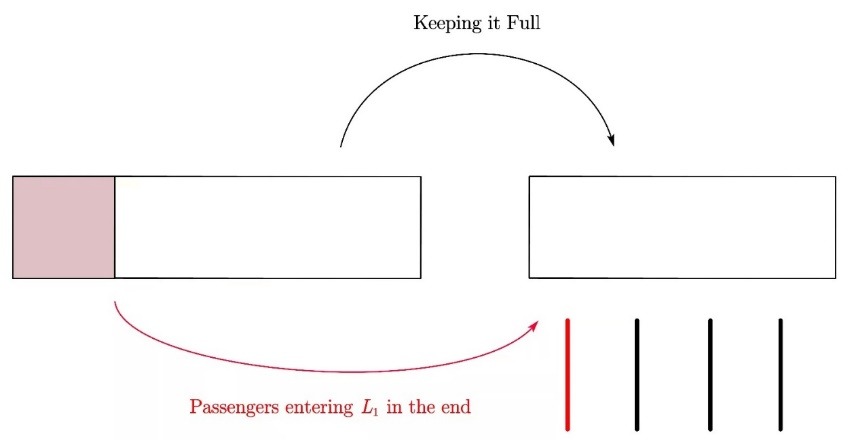 Keeping it Full
Passengers entering L₁ in the end